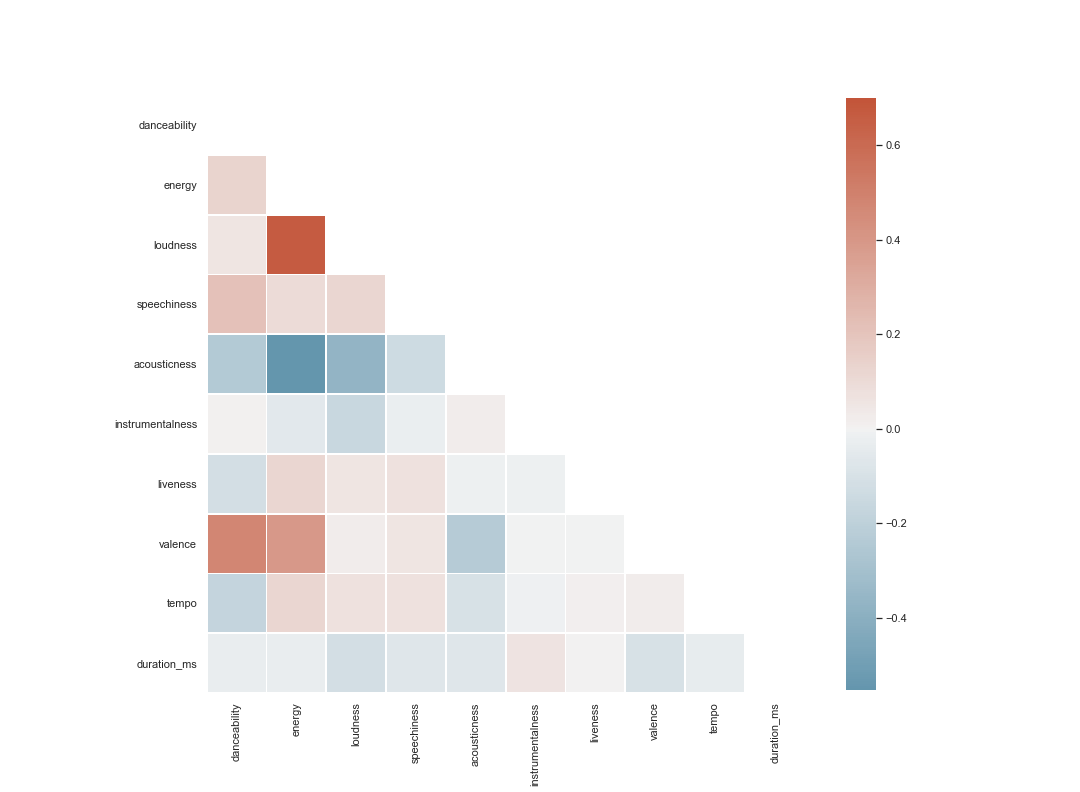 danceability
energy
loudness
speechiness
acousticness
instrumentalness
liveness
valence
tempo
duration_ms
danceability
energy
loudness
speechiness
acousticness
instrumentalness
liveness
valence
tempo
duration_ms
0.6
0.4
0.2
0.0
−0.2
−0.4